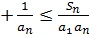 + 1/aₙ ≤ Sₙ/(a₁aₙ)